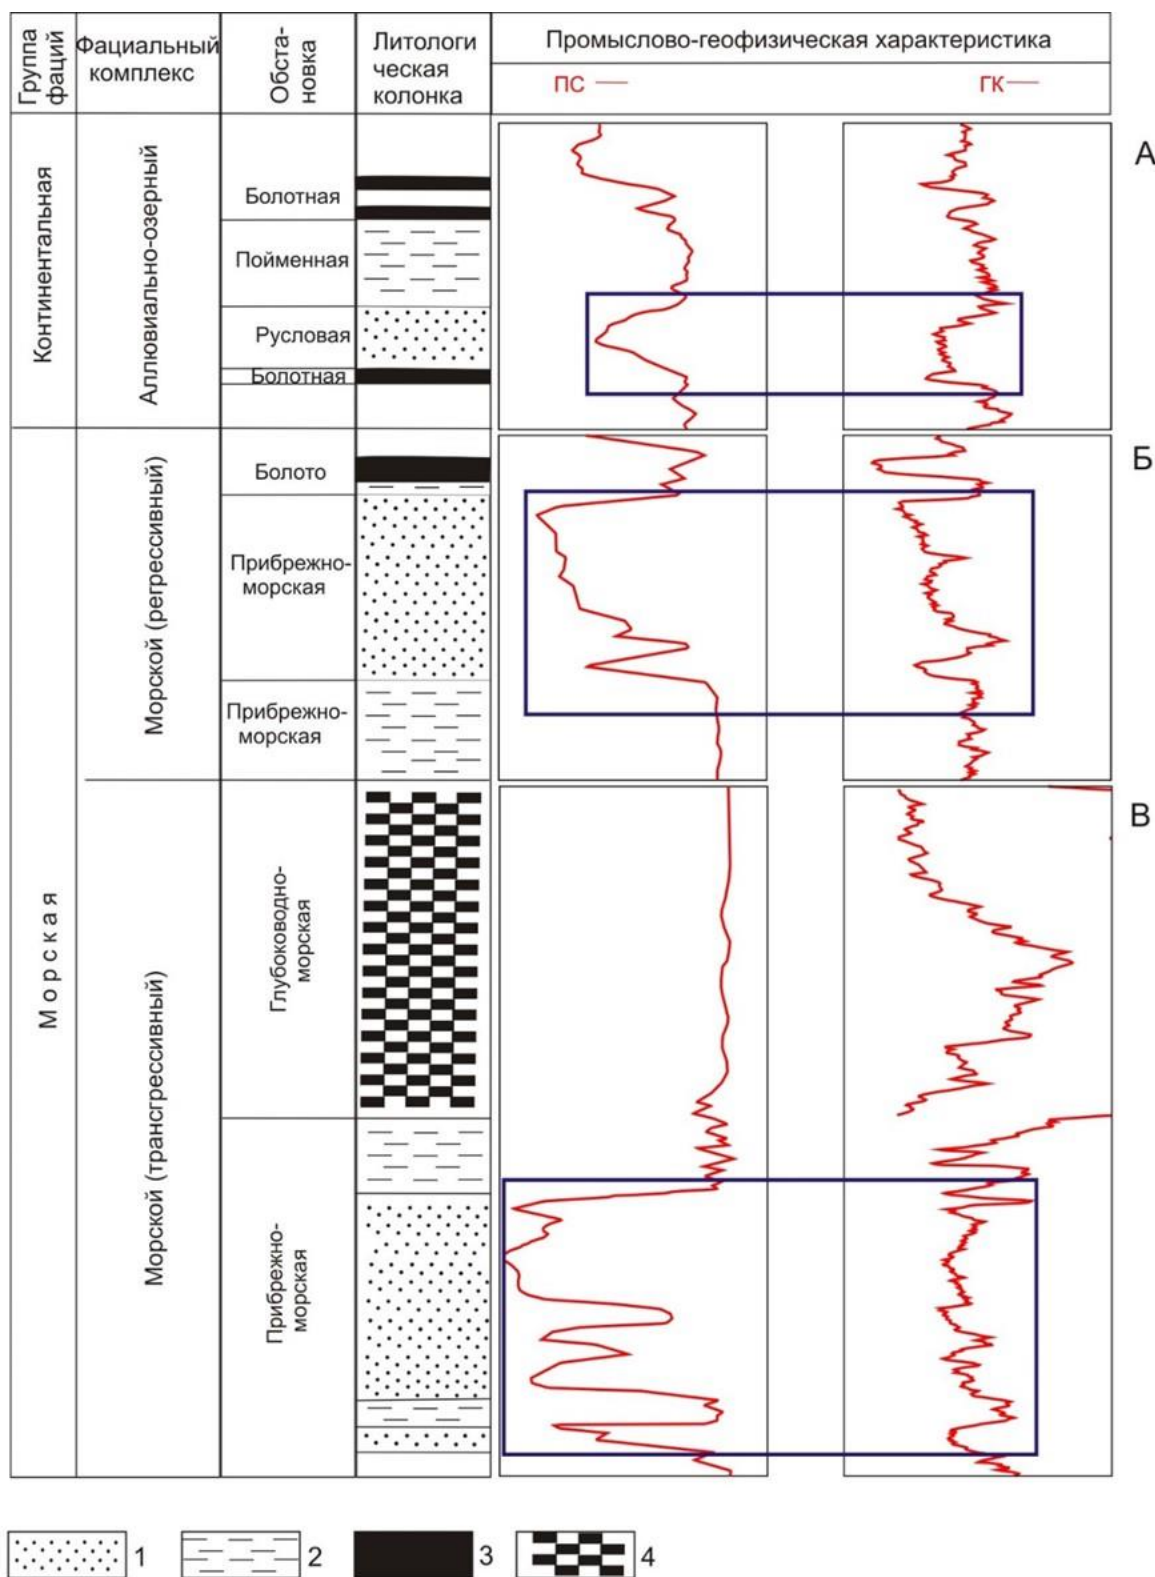 Группа
фаций
Фациальный
комплекс
Обста-
новка
Литологи
ческая
колонка
Промыслово-геофизическая характеристика
ПС
ГК
Континентальная
Аллювиально-озерный
Болотная
Пойменная
Русловая
Болотная
А
Морская
Морской (регрессивный)
Болото
Прибрежно-
морская
Прибрежно-
морская
Б
Морской (трансгрессивный)
Глубоководно-
морская
Прибрежно-
морская
В
1
2
3
4